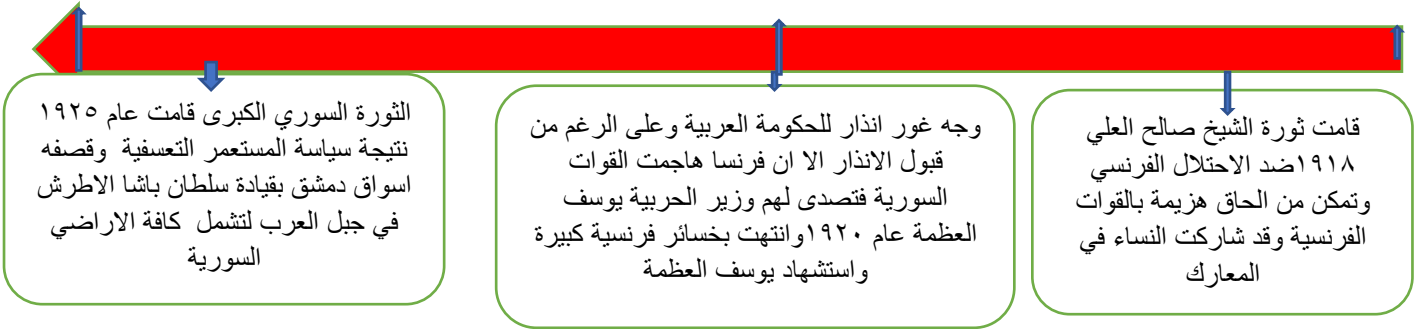 قامت ثورة الشيخ صالح العلي
١٩١٨ضد الاحتلال الفرنسي
وتمكن من الحاق هزيمة بالقوات
الفرنسية وقد شاركت النساء في
المعارك
وجه غور انذار للحكومة العربية وعلى الرغم من
قبول الانذار الا ان فرنسا هاجمت القوات
السورية فتصدى لهم وزير الحربية يوسف
العظمة عام ١٩٢٠وانتهت بخسائر فرنسية كبيرة
واستشهاد يوسف العظمة
الثورة السوري الكبرى قامت عام ١٩٢٥
نتيجة سياسة المستعمر التعسفية وقصفه
اسواق دمشق بقيادة سلطان باشا الاطرش
في جبل العرب لتشمل كافة الاراضي
السورية